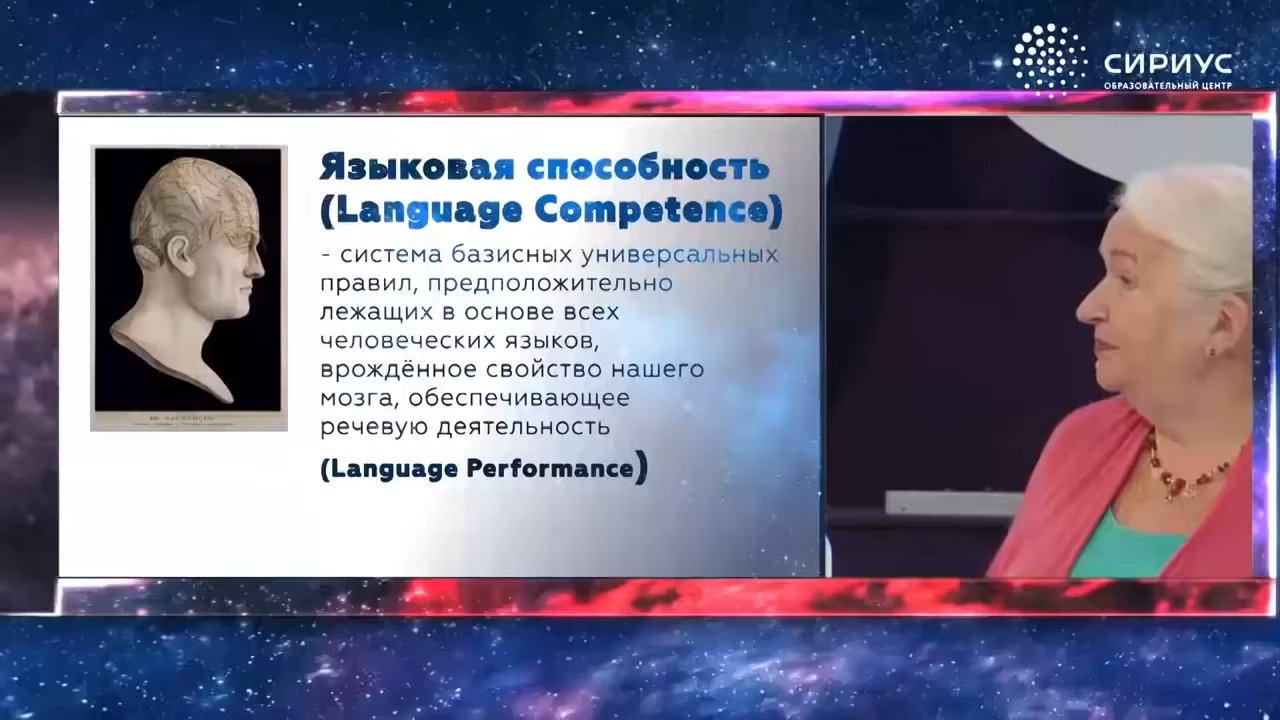 СИРИУС
ОБРАЗОВАТЕЛЬНЫЙ ЦЕНТР
Языковая способность
(Language Competence)
- система базисных универсальных
правил, предположительно
лежащих в основе всех
человеческих языков,
врождённое свойство нашего
мозга, обеспечивающее
речевую деятельность
(Language Performance)